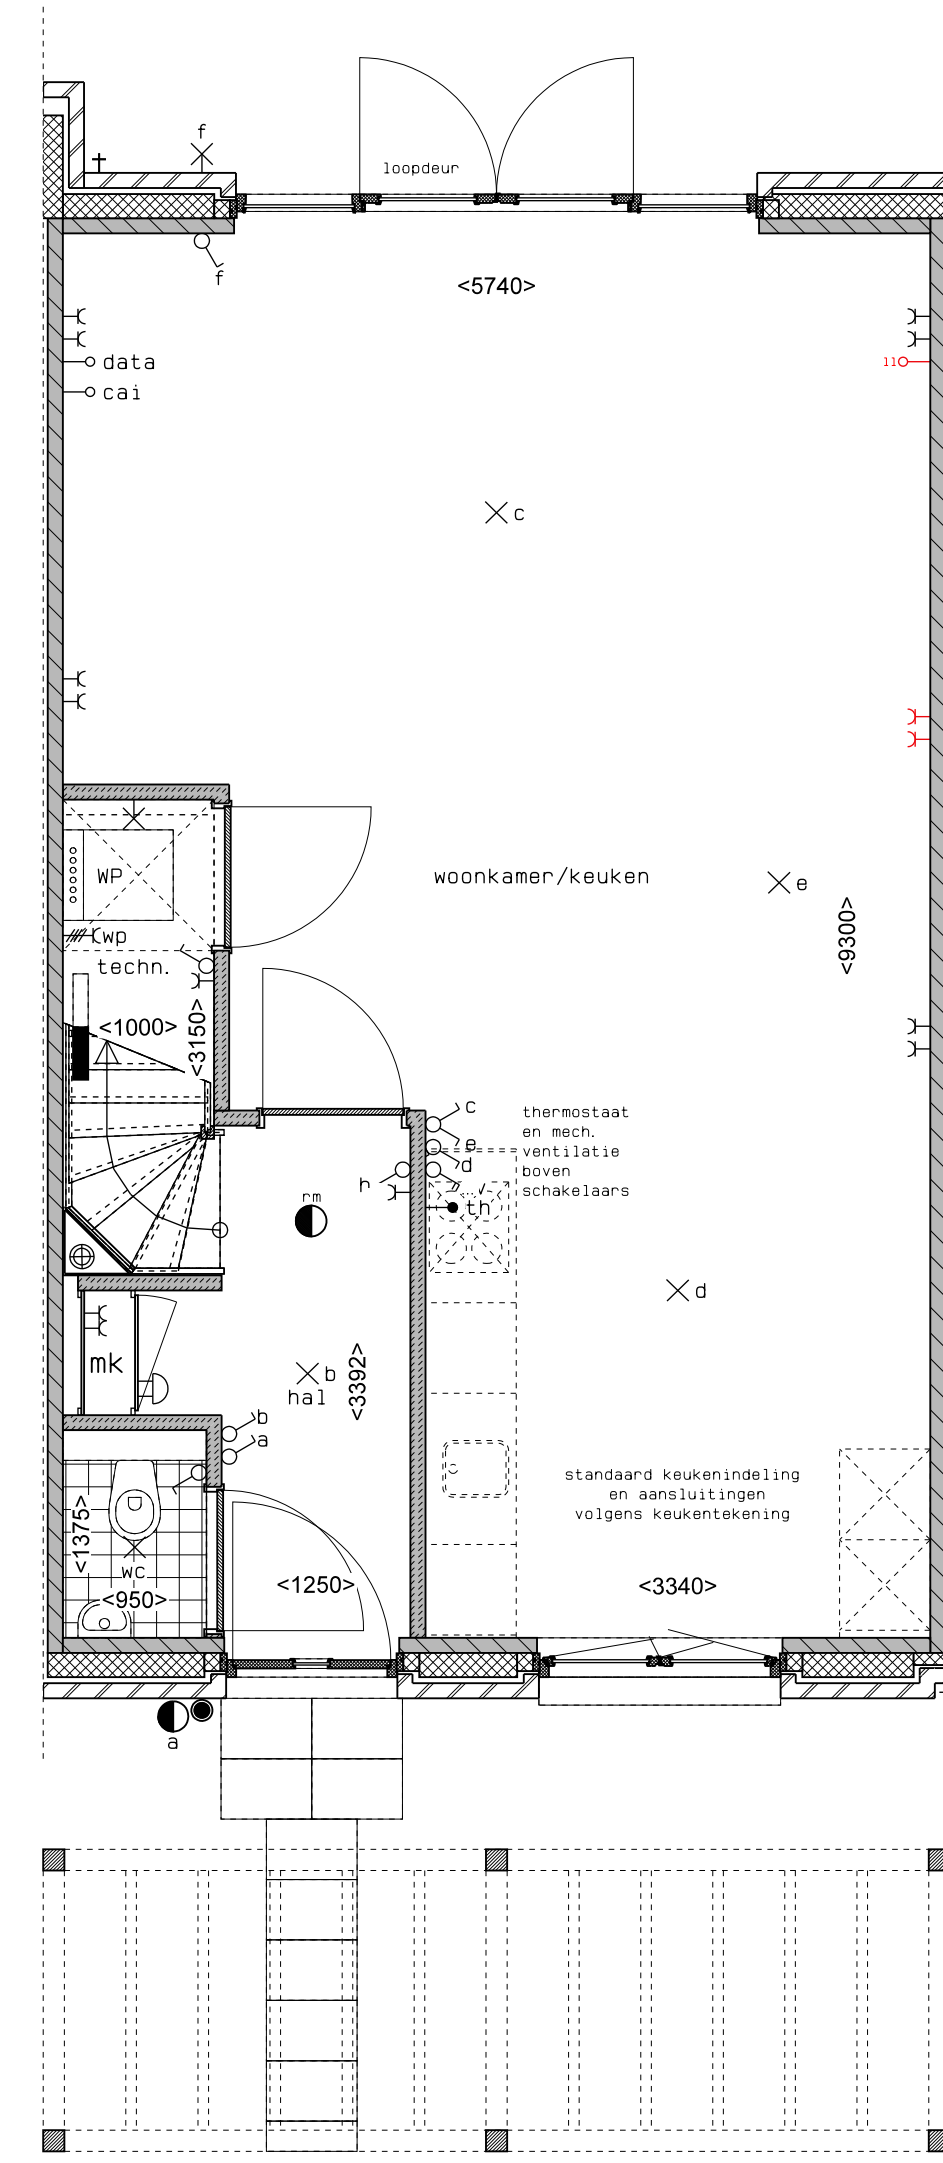 f
loopdeur
f
<5740>
data
cai
11
c
woonkamer/keuken
e
<9300>
WP
wp
techn.
<1000>
<3150>
c
e
d
h
th
thermostaat
en mech.
ventilatie
boven
schakelaars
rm
d
mk
b
hal
<3392>
b
a
standaard keukenindeling
en aansluitingen
volgens keukentekening
<1375>
wc
<950>
<1250>
<3340>
a